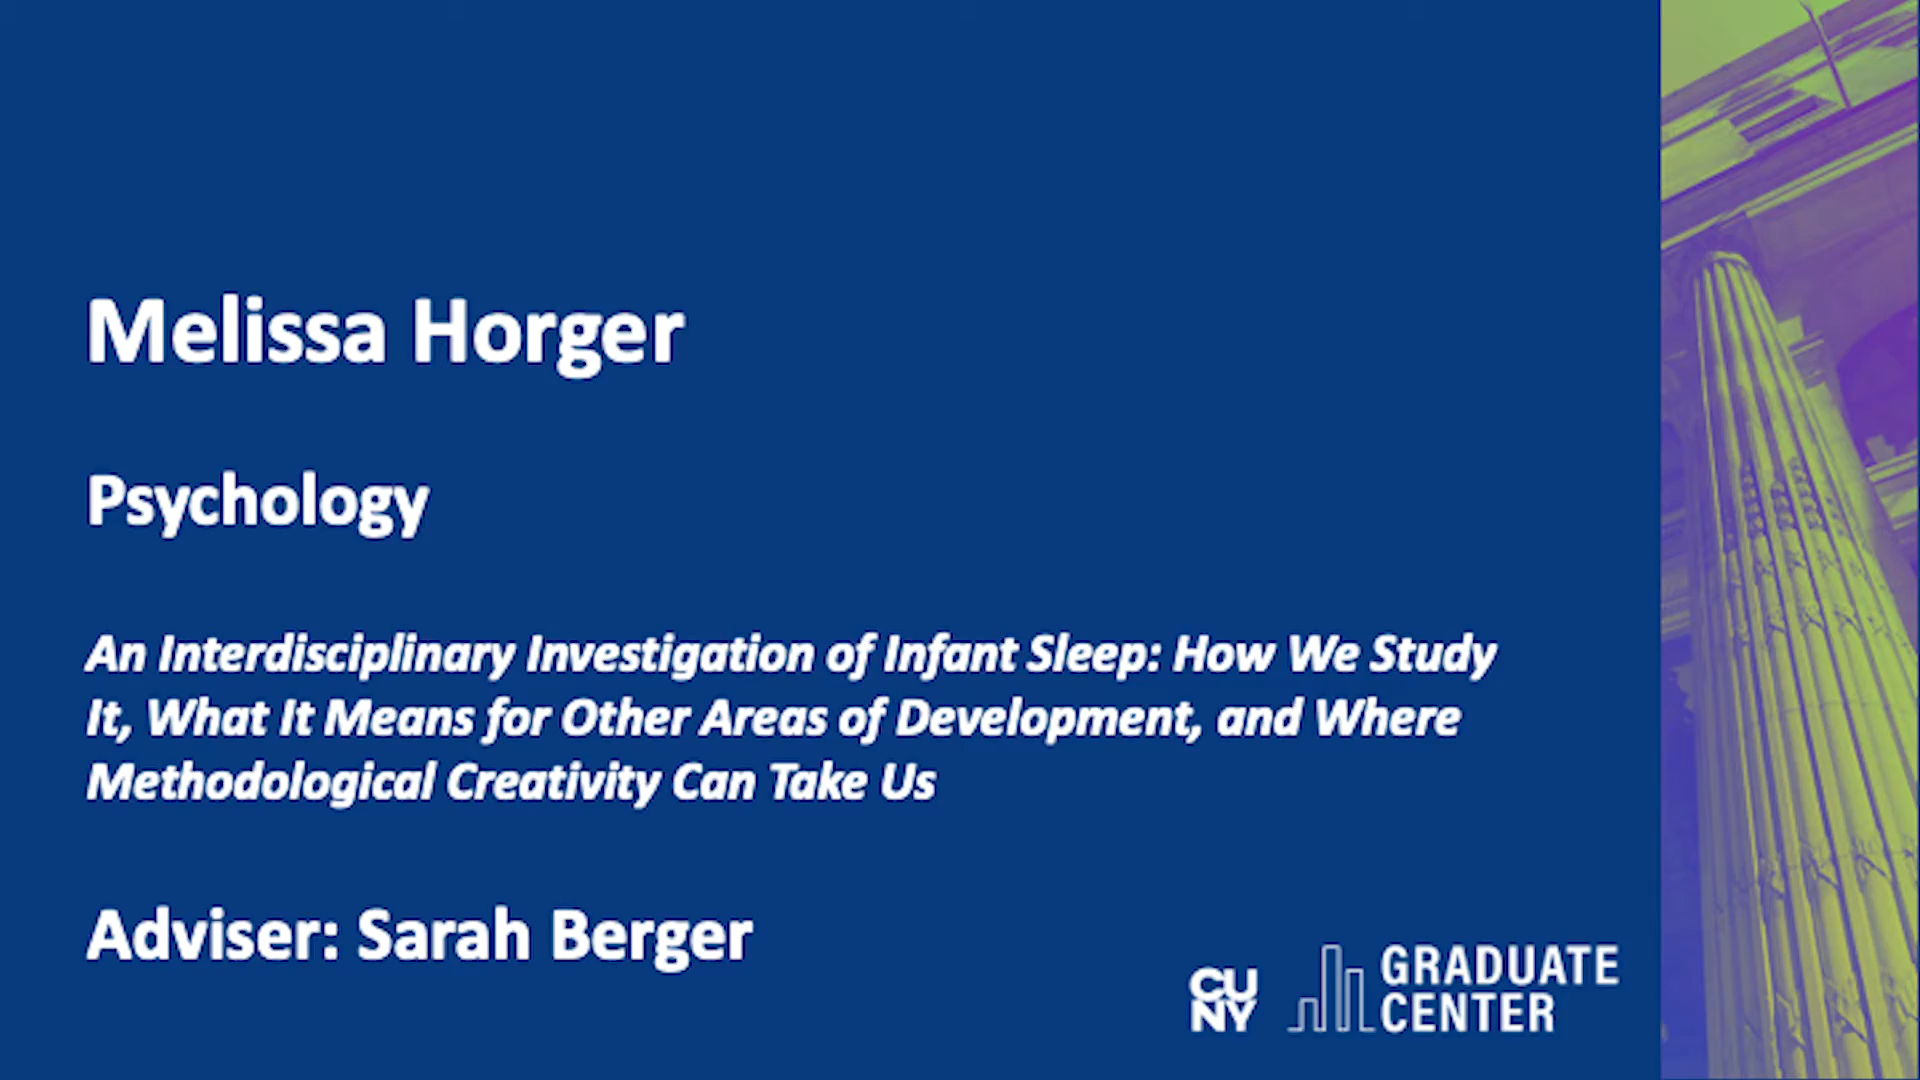 Melissa Horger
Psychology
An Interdisciplinary Investigation of Infant Sleep: How We Study
It, What It Means for Other Areas of Development, and Where
Methodological Creativity Can Take Us
Adviser: Sarah Berger
CU
NY
GRADUATE
CENTER